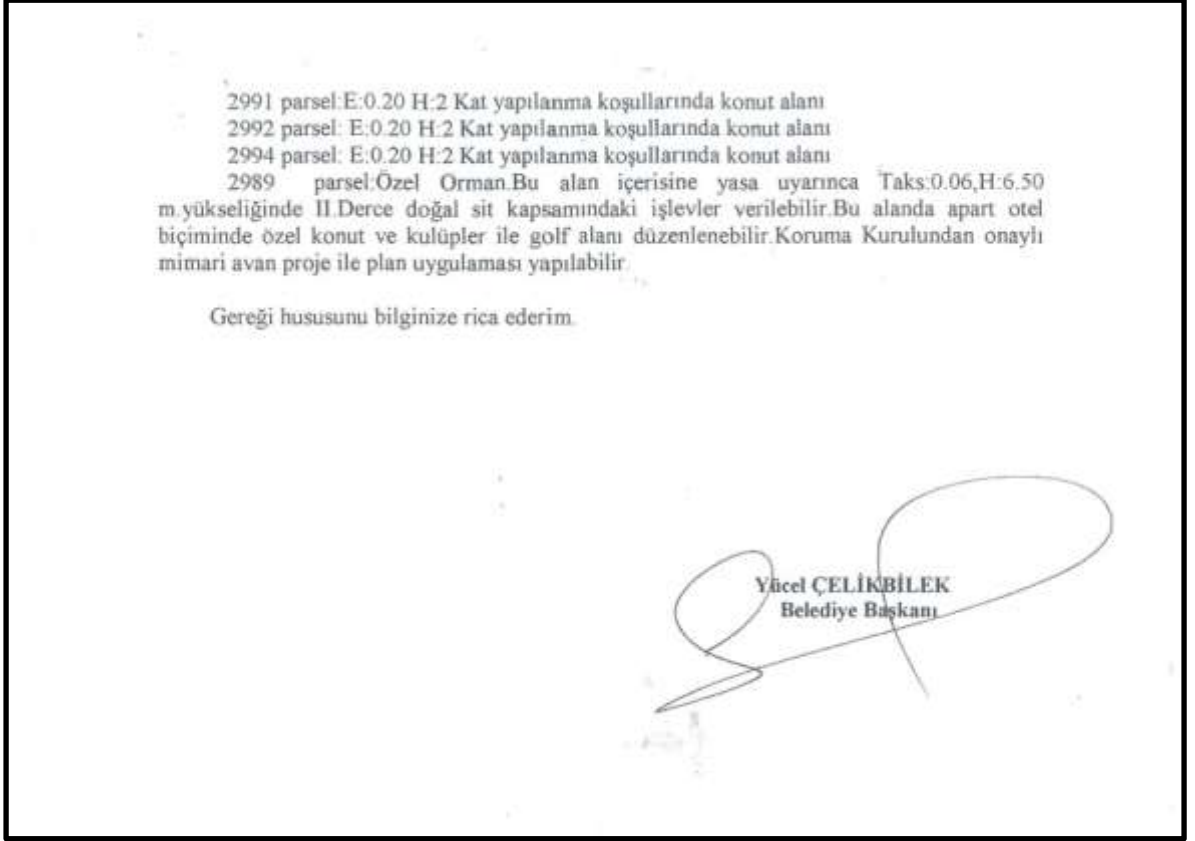 2991 parsel:E:0.20 H:2 Kat yapılanma koşullarında konut alanı
2992 parsel: E:0.20 H:2 Kat yapılanma koşullarında konut alanı
2994 parsel: E:0.20 H:2 Kat yapılanma koşullarında konut alanı
2989 parsel:Özel Orman.Bu alan içerisine yasa uyarınca Taks:0.06,H:6.50
m.yükseliğinde II.Derce doğal sit kapsamındaki işlevler verilebilir.Bu alanda apart otel
biçiminde özel konut ve kulüpler ile golf alanı düzenlenebilir.Koruma Kurulundan onaylı
mimari avan proje ile plan uygulaması yapılabilir.
Gereği hususunu bilginize rica ederim.
Yücel ÇELİKBİLEK
Belediye Başkanı